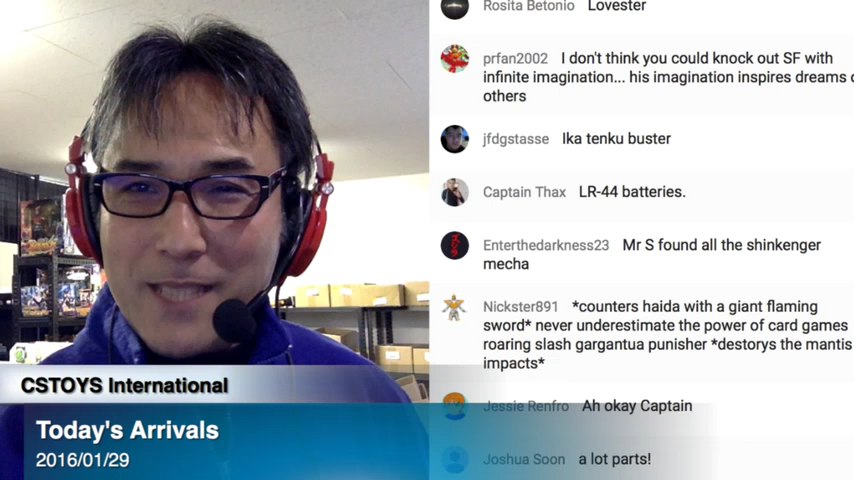 Rosita Betonio Lovester
prfan2002 I don't think you could knock out SF with
infinite imagination... his imagination inspires dreams o
others
jfdgstasse Ika tenku buster
Captain Thax LR-44 batteries.
Enterthedarkness23 Mr S found all the shinkenger
mecha
Nickster891 *counters haida with a giant flaming
sword* never underestimate the power of card games
roaring slash gargantua punisher *destorys the mantis
impacts*
Jessie Renfro Ah okay Captain
Joshua Soon a lot parts!
CSTOYS International
Today's Arrivals
2016/01/29